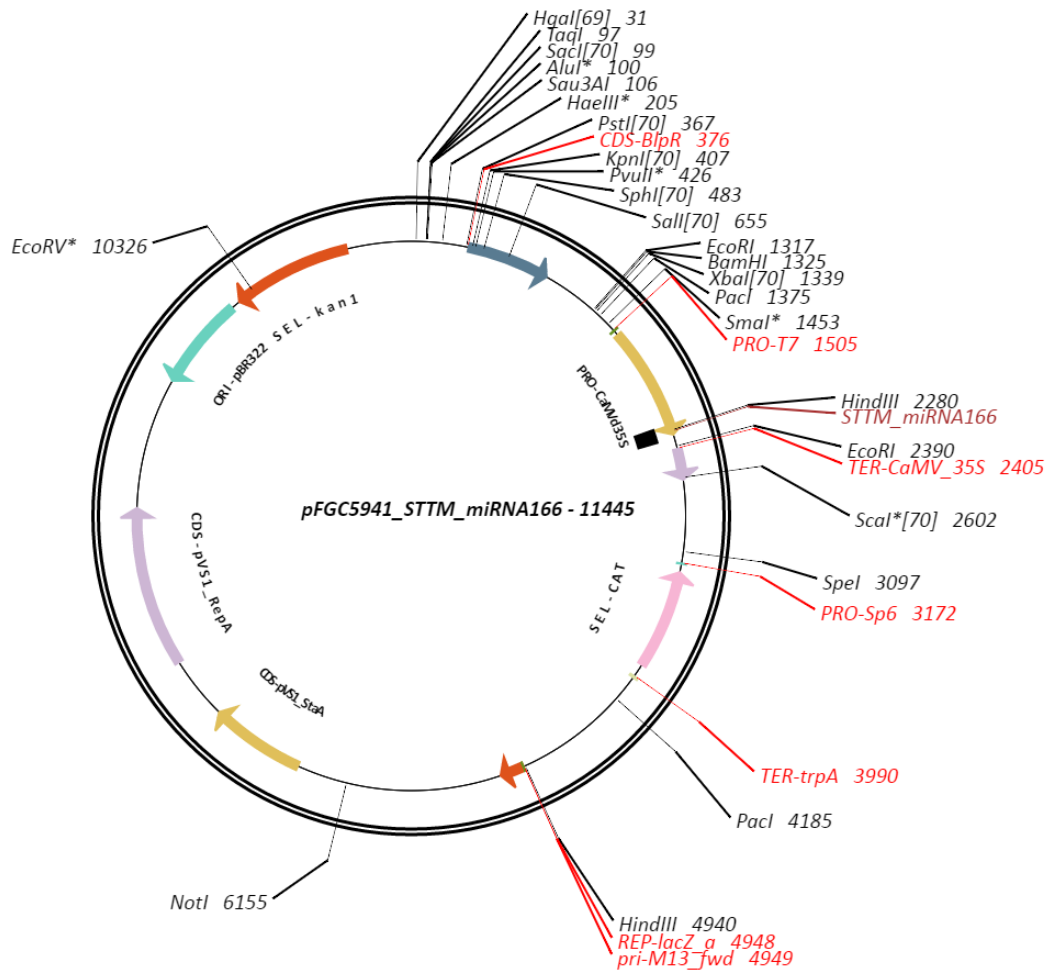 HgaI[69] 31
TaqI 97
SacI[70] 99
AluI* 100
Sau3AI 106
HaeIII* 205
PstI[70] 367
CDS-BlpR 376
KpnI[70] 407
PvuII* 426
SphI[70] 483
SalI[70] 655
EcoRI 1317
BamHI 1325
XbaI[70] 1339
PacI 1375
SmaI* 1453
PRO-T7 1505
EcoRV* 10326
SEL-kan1
ORI-pBR322
PRO-CaMVd35S
HindIII 2280
STTM_miRNA166
EcoRI 2390
TER-CaMV_35S 2405
pFGC5941_STTM_miRNA166 - 11445
ScaI*[70] 2602
CDS-pVS1_RepA
SpeI 3097
SEL-CAT
PRO-Sp6 3172
CDS-pVS1_StaA
TER-trpA 3990
PacI 4185
NotI 6155
HindIII 4940
REP-lacZ_a 4948
pri-M13_fwd 4949